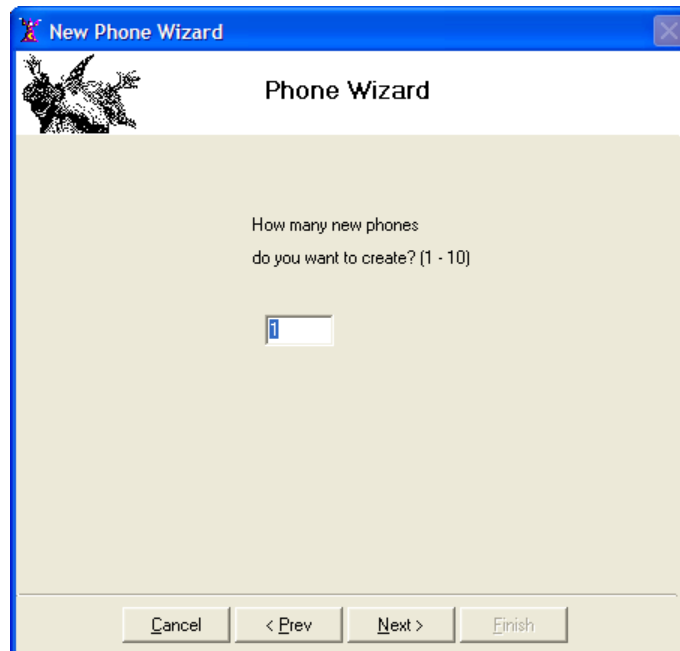 New Phone Wizard
Phone Wizard
How many new phones
do you want to create? (1 - 10)
1
Cancel
< Prev
Next >
Finish